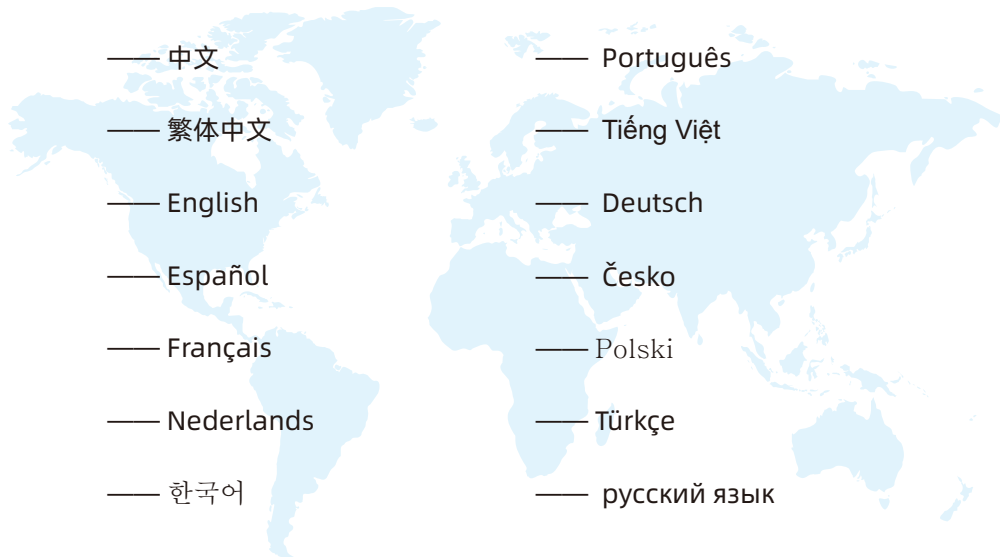 —— 中文
—— 繁体中文
—— English
—— Español
—— Français
—— Nederlands
—— 한국어
—— Português
—— Tiếng Việt
—— Deutsch
—— Česko
—— Polski
—— Türkçe
—— русский язык